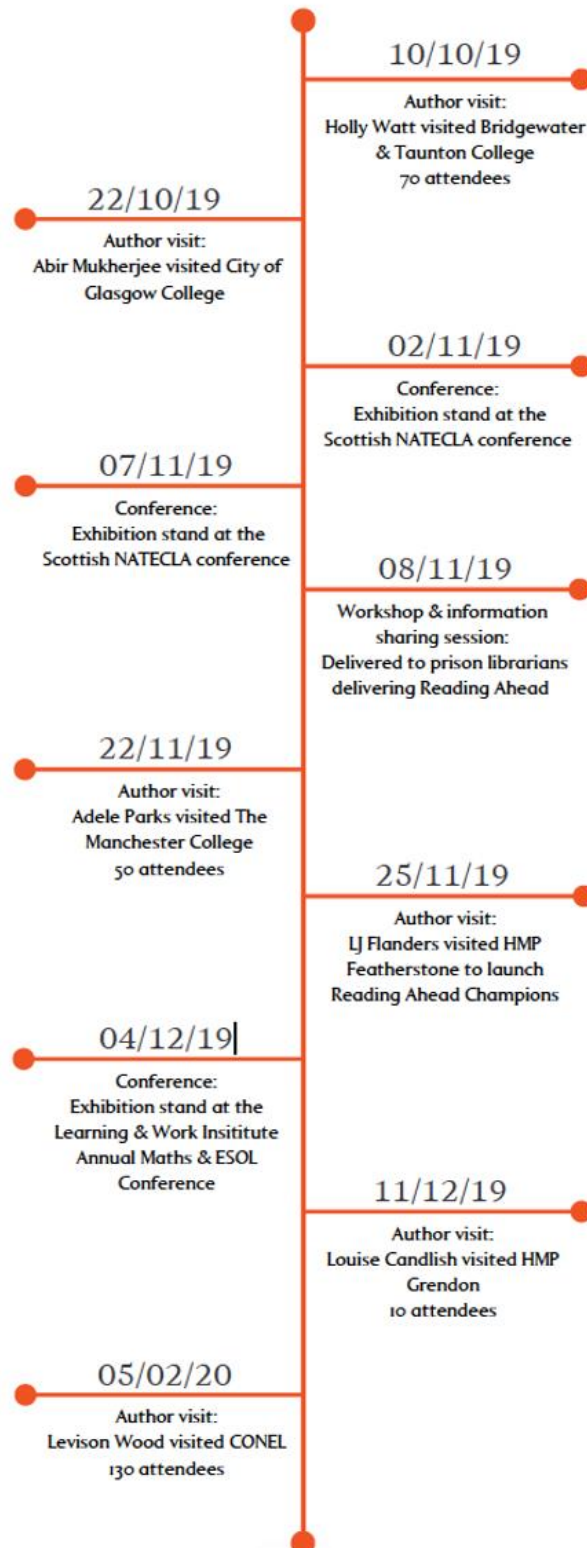 10/10/19
Author visit:
Holly Watt visited Bridgewater
& Taunton College
70 attendees
22/10/19
Author visit:
Abir Mukherjee visited City of
Glasgow College
02/11/19
Conference:
Exhibition stand at the
Scottish NATECLA conference
07/11/19
Conference:
Exhibition stand at the
Scottish NATECLA conference
08/11/19
Workshop & information
sharing session:
Delivered to prison librarians
delivering Reading Ahead
22/11/19
Author visit:
Adele Parks visited The
Manchester College
50 attendees
25/11/19
Author visit:
LJ Flanders visited HMP
Featherstone to launch
Reading Ahead Champions
04/12/19
Conference:
Exhibition stand at the
Learning & Work Insititute
Annual Maths & ESOL
Conference
11/12/19
Author visit:
Louise Candlish visited HMP
Grendon
10 attendees
05/02/20
Author visit:
Levison Wood visited CONEL
130 attendees